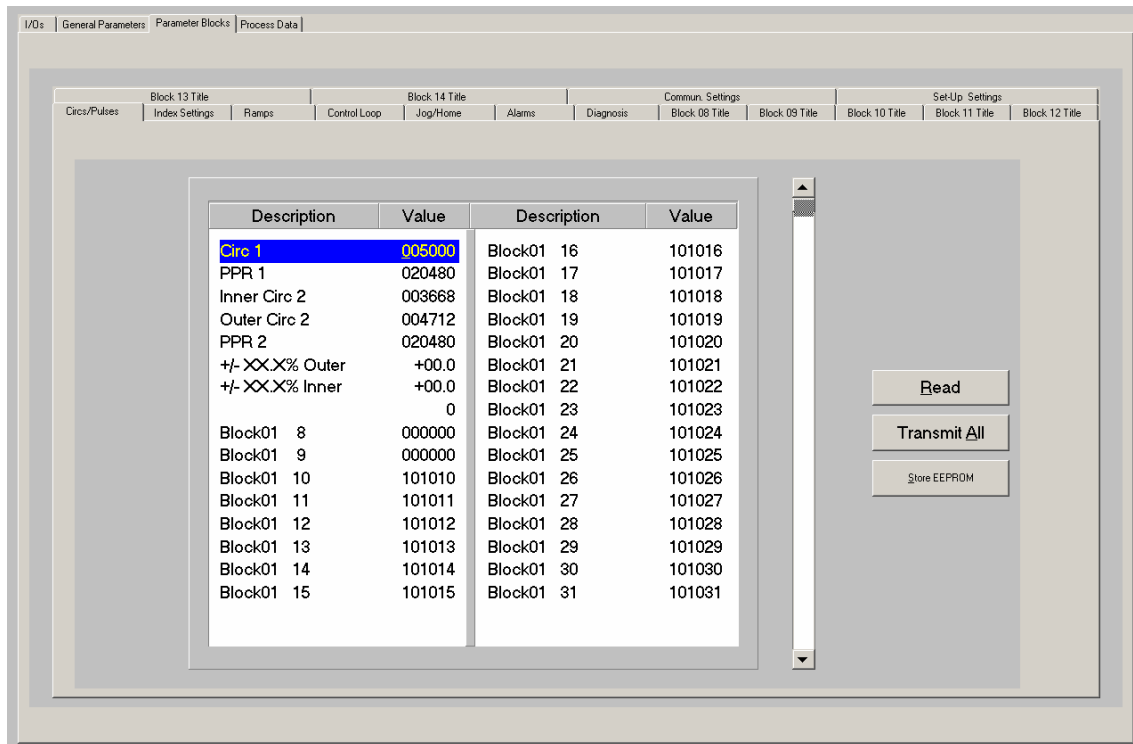 I/Os General Parameters Parameter Blocks Process Data
Block 13 Title Block 14 Title Commun. Settings Set-Up Settings
Circs/Pulses Index Settings Ramps Control Loop Jog/Home Alarms Diagnosis Block 08 Title Block 09 Title Block 10 Title Block 11 Title Block 12 Title
Description Value Description Value
Circ 1 005000 Block01 16 101016
PPR 1 020480 Block01 17 101017
Inner Circ 2 003668 Block01 18 101018
Outer Circ 2 004712 Block01 19 101019
PPR 2 020480 Block01 20 101020
+/- XX.X% Outer +00.0 Block01 21 101021
+/- XX.X% Inner +00.0 Block01 22 101022
0 Block01 23 101023
Block01 8 000000 Block01 24 101024
Block01 9 000000 Block01 25 101025
Block01 10 101010 Block01 26 101026
Block01 11 101011 Block01 27 101027
Block01 12 101012 Block01 28 101028
Block01 13 101013 Block01 29 101029
Block01 14 101014 Block01 30 101030
Block01 15 101015 Block01 31 101031
Read
Transmit All
Store EEPROM